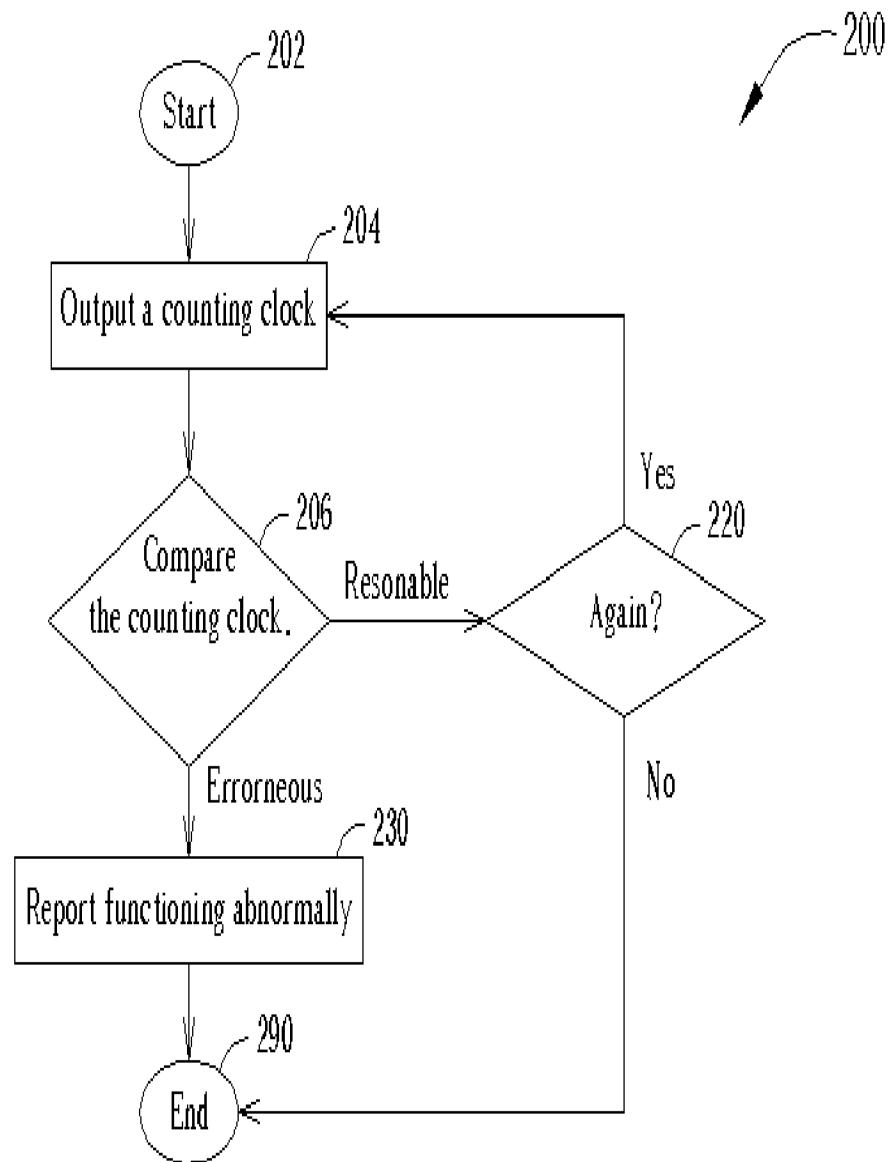 200
202
Start
204
Output a counting clock
Yes
206
220
Compare
the counting clock.
Resonable
Again?
Errorneous
No
230
Report functioning abnormally
290
End